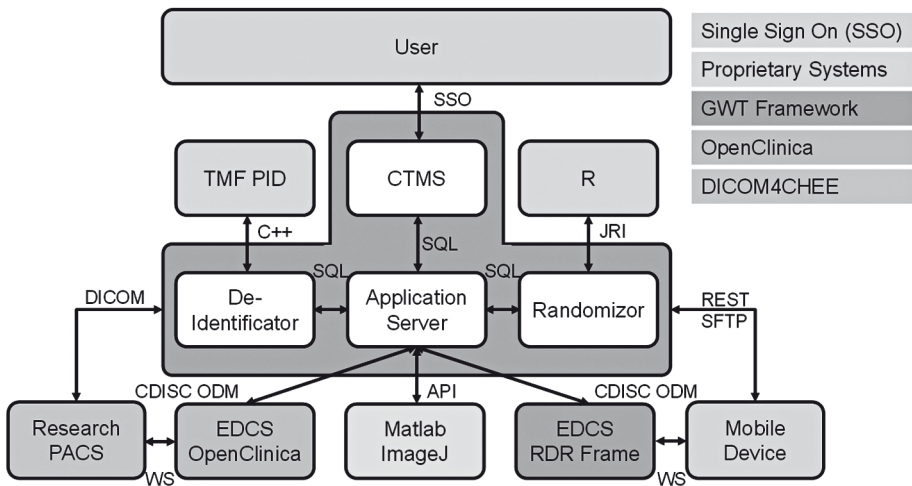 User
Single Sign On (SSO)
Proprietary Systems
GWT Framework
OpenClinica
DICOM4CHEE
SSO
TMF PID
CTMS
R
C++
SQL
JRI
SQL
SQL
De-
Identificator
Application
Server
Randomizor
DICOM
REST
SFTP
CDISC ODM
API
CDISC ODM
Research
PACS
EDCS
OpenClinica
Matlab
ImageJ
EDCS
RDR Frame
Mobile
Device
WS
WS